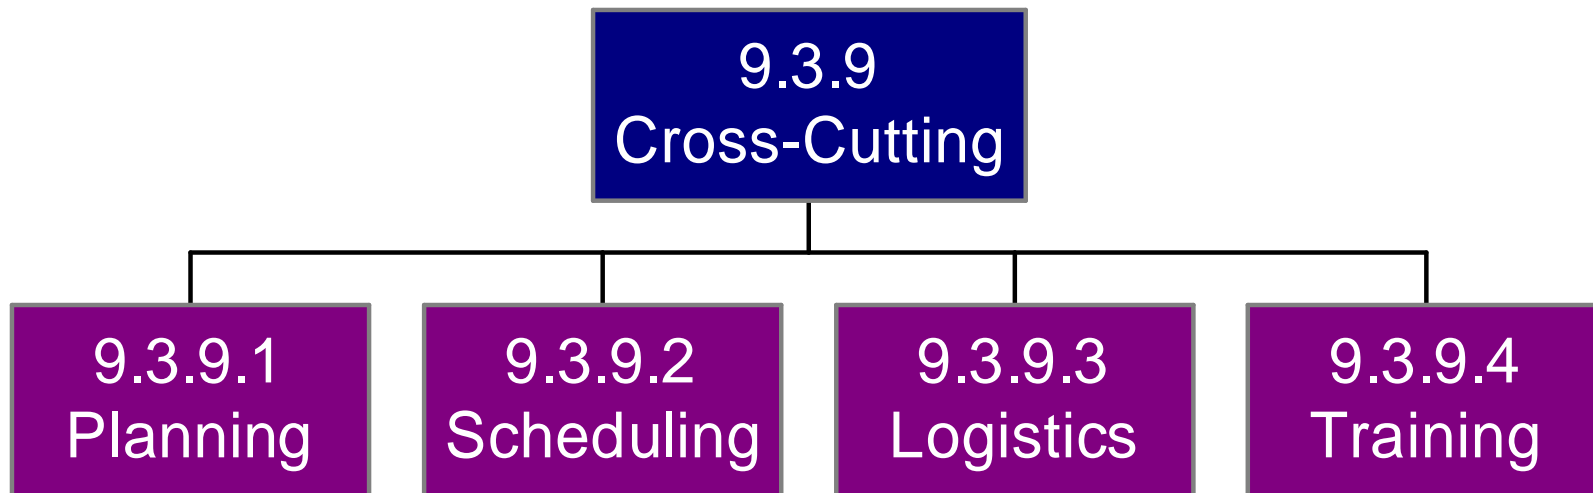 9.3.9
Cross-Cutting
9.3.9.1
Planning
9.3.9.2
Scheduling
9.3.9.3
Logistics
9.3.9.4
Training